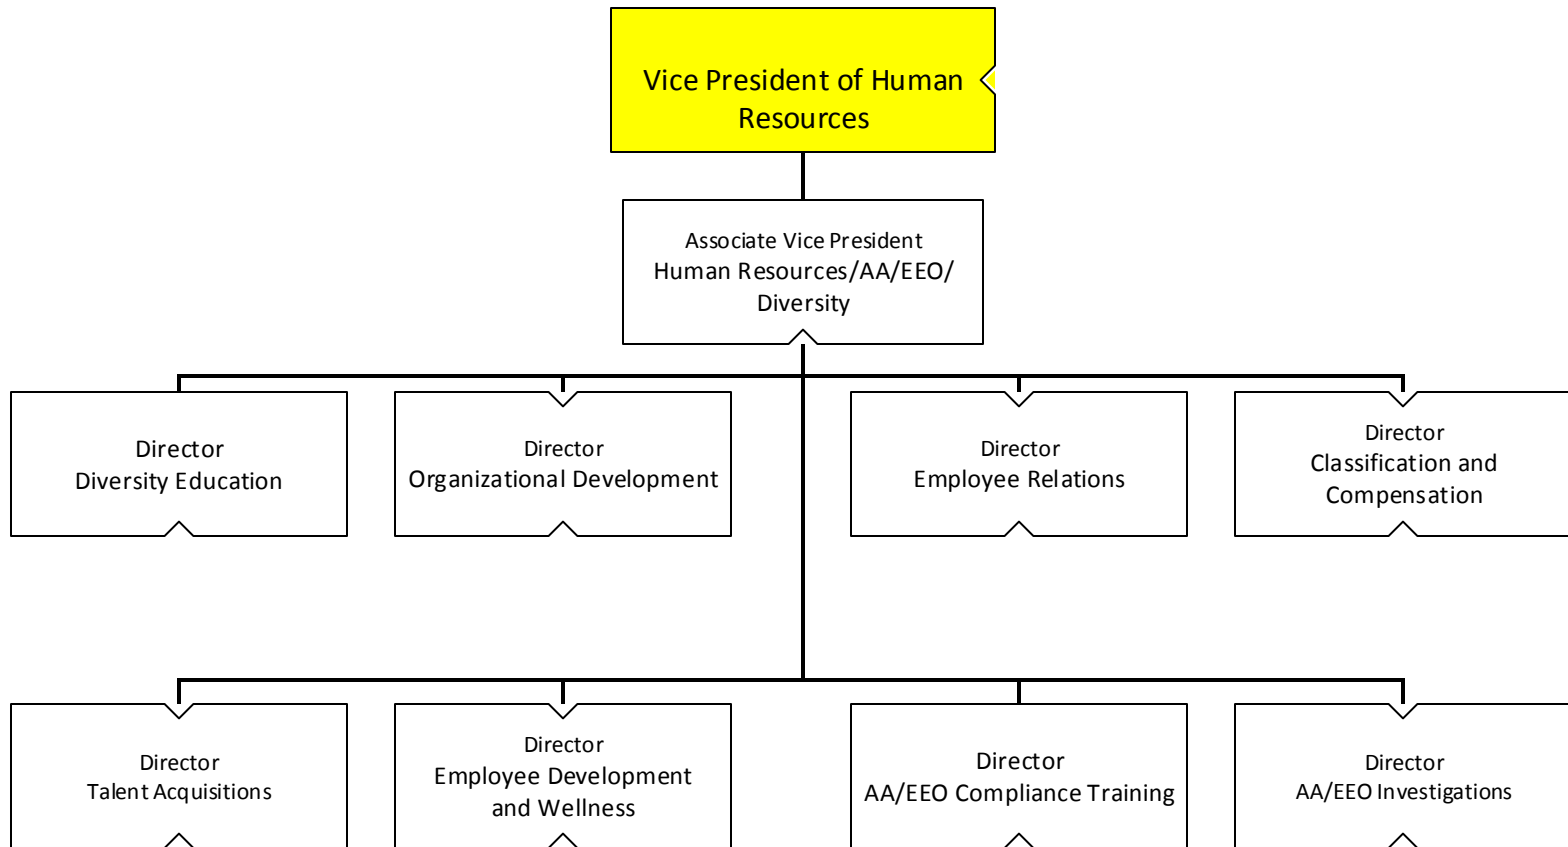 Vice President of Human
Resources
Associate Vice President
Human Resources/AA/EEO/
Diversity
Director
Diversity Education
Director
Organizational Development
Director
Employee Relations
Director
Classification and
Compensation
Director
Talent Acquisitions
Director
Employee Development
and Wellness
Director
AA/EEO Compliance Training
Director
AA/EEO Investigations